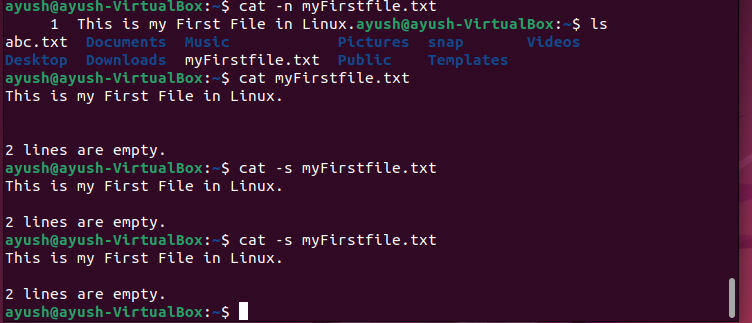 ayush@ayush-VirtualBox:~$ cat -n myFirstfile.txt
     1  This is my First File in Linux.ayush@ayush-VirtualBox:~$ ls
abc.txt  Documents  Music            Pictures  snap       Videos
Desktop  Downloads  myFirstfile.txt  Public    Templates
ayush@ayush-VirtualBox:~$ cat myFirstfile.txt
This is my First File in Linux.


2 lines are empty.
ayush@ayush-VirtualBox:~$ cat -s myFirstfile.txt
This is my First File in Linux.

2 lines are empty.
ayush@ayush-VirtualBox:~$ cat -s myFirstfile.txt
This is my First File in Linux.

2 lines are empty.
ayush@ayush-VirtualBox:~$